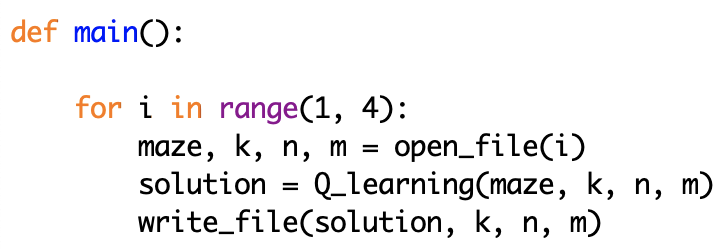 def main():
for i in range(1, 4):
maze, k, n, m = open_file(i)
solution = Q_learning(maze, k, n, m)
write_file(solution, k, n, m)